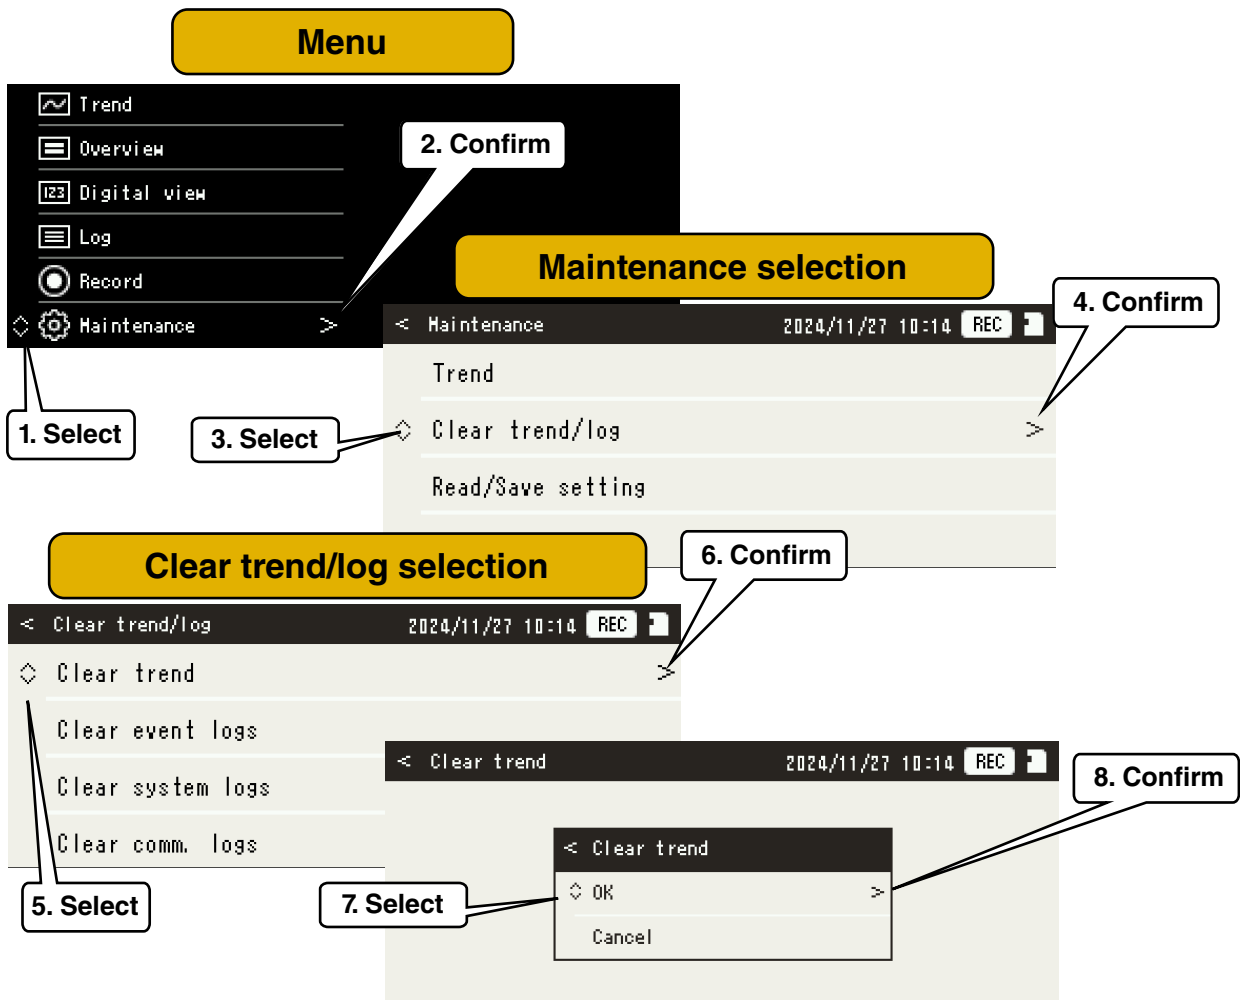 Menu
Trend
Overview
2. Confirm
123 Digital view
Log
Maintenance selection
Record
4. Confirm
Maintenance >
< Maintenance 2024/11/27 10:14 REC
Trend
1. Select
3. Select
Clear trend/log >
Read/Save setting
Clear trend/log selection
6. Confirm
< Clear trend/log 2024/11/27 10:14 REC
Clear trend >
Clear event logs
< Clear trend 2024/11/27 10:14 REC
8. Confirm
Clear system logs
Clear comm. logs
< Clear trend
5. Select
7. Select
OK >
Cancel